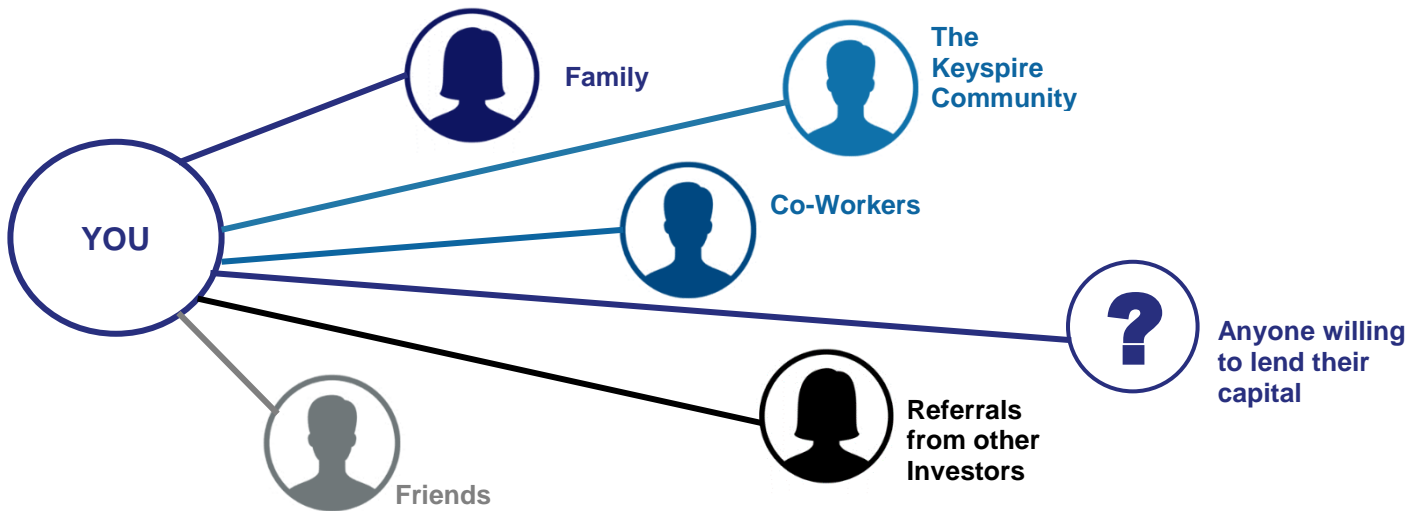 The
Keyspire
Community
Family
Co-Workers
YOU
?
Anyone willing
to lend their
capital
Referrals
from other
Investors
Friends